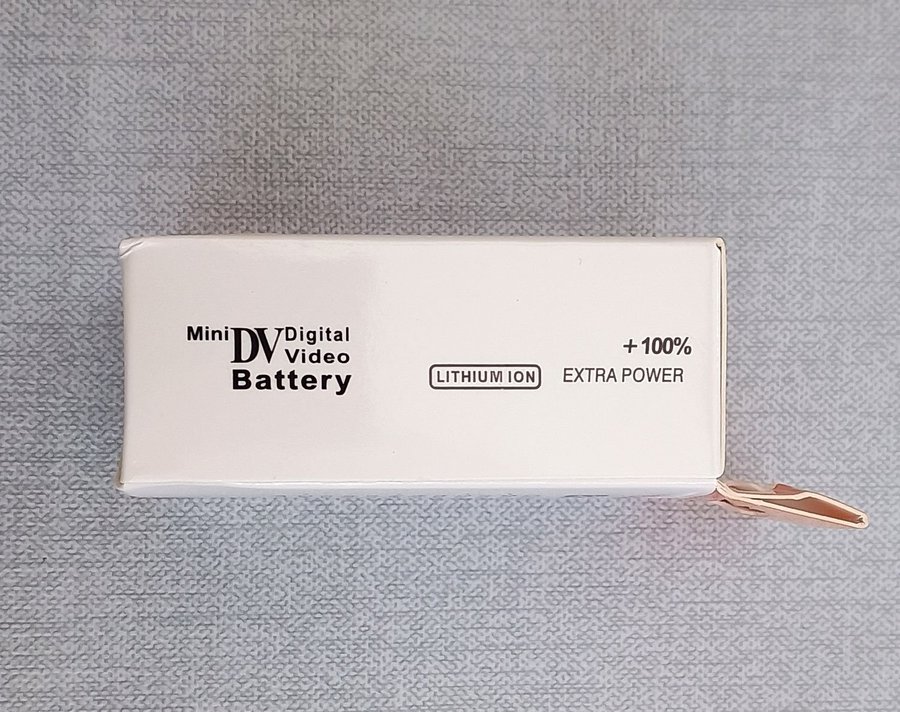 Mini DV Digital
Video
Battery
LITHIUM ION
+100%
EXTRA POWER